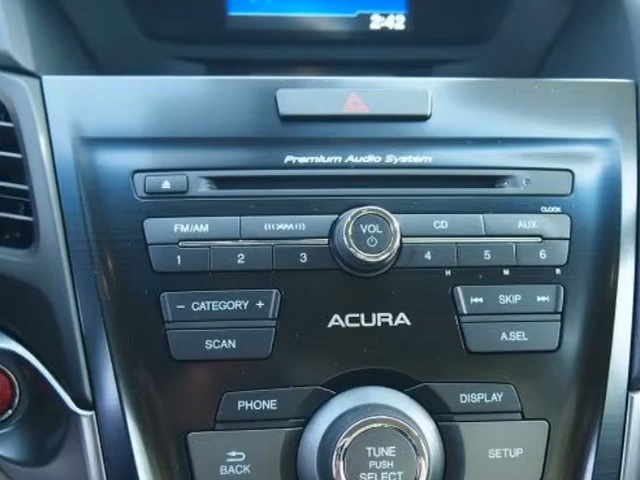 2:42
Premium Audio System
CLOCK
FM/AM ((XM)) VOL CD AUX
1 2 3 4 5 6
H M R
− CATEGORY + SKIP
ACURA
SCAN A.SEL
PHONE DISPLAY
TUNE
PUSH
SELECT
BACK SETUP